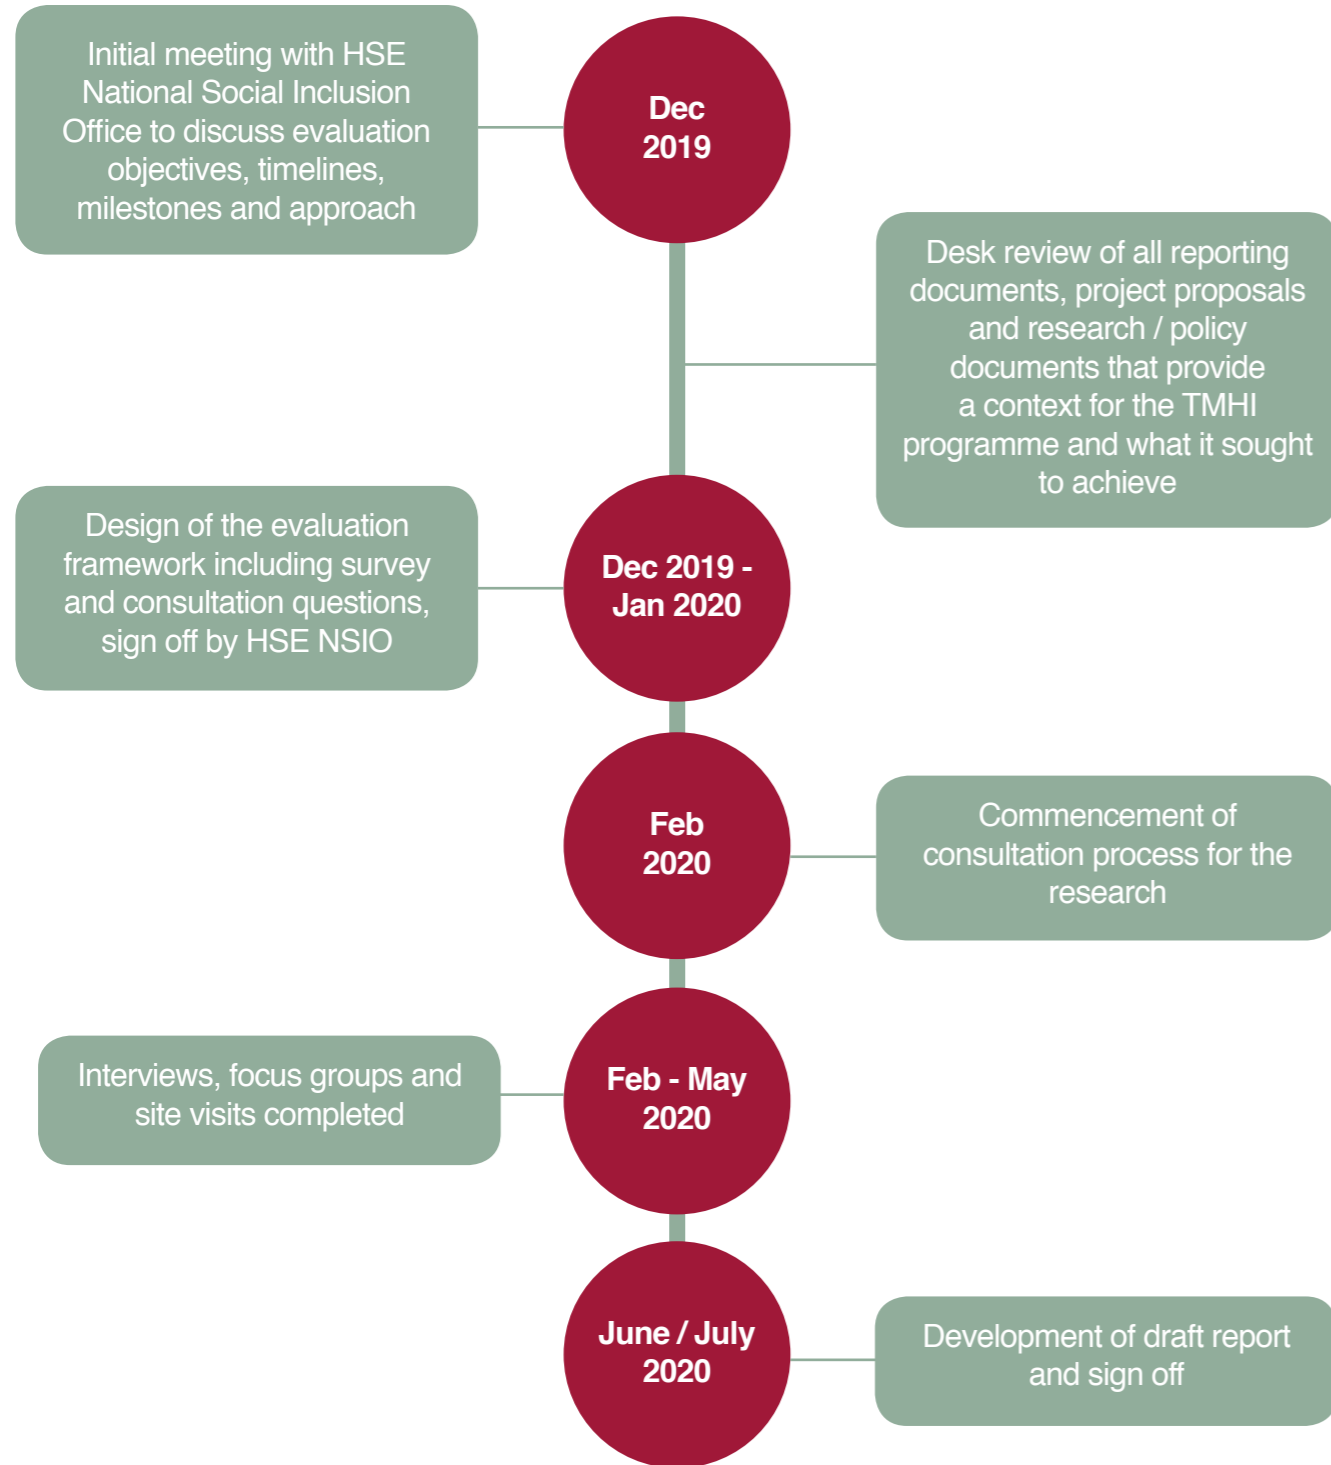 Initial meeting with HSE
National Social Inclusion
Office to discuss evaluation
objectives, timelines,
milestones and approach
Dec
2019
Desk review of all reporting
documents, project proposals
and research / policy
documents that provide
a context for the TMHI
programme and what it sought
to achieve
Design of the evaluation
framework including survey
and consultation questions,
sign off by HSE NSIO
Dec 2019 -
Jan 2020
Feb
2020
Commencement of
consultation process for the
research
Interviews, focus groups and
site visits completed
Feb - May
2020
June / July
2020
Development of draft report
and sign off